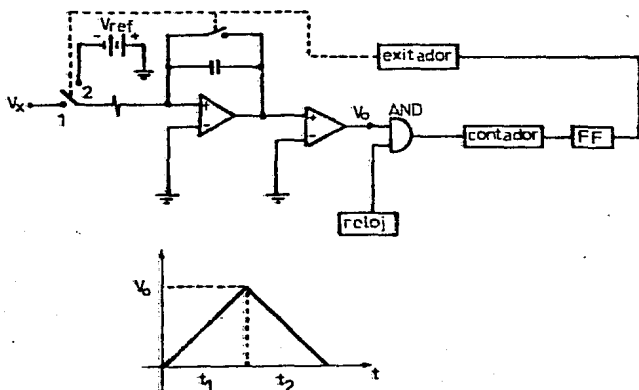 Vref
- +
exitador
2
Vx
1
+
-
+
-
Vo
AND
contador
FF
reloj
Vo
t1
t2
t